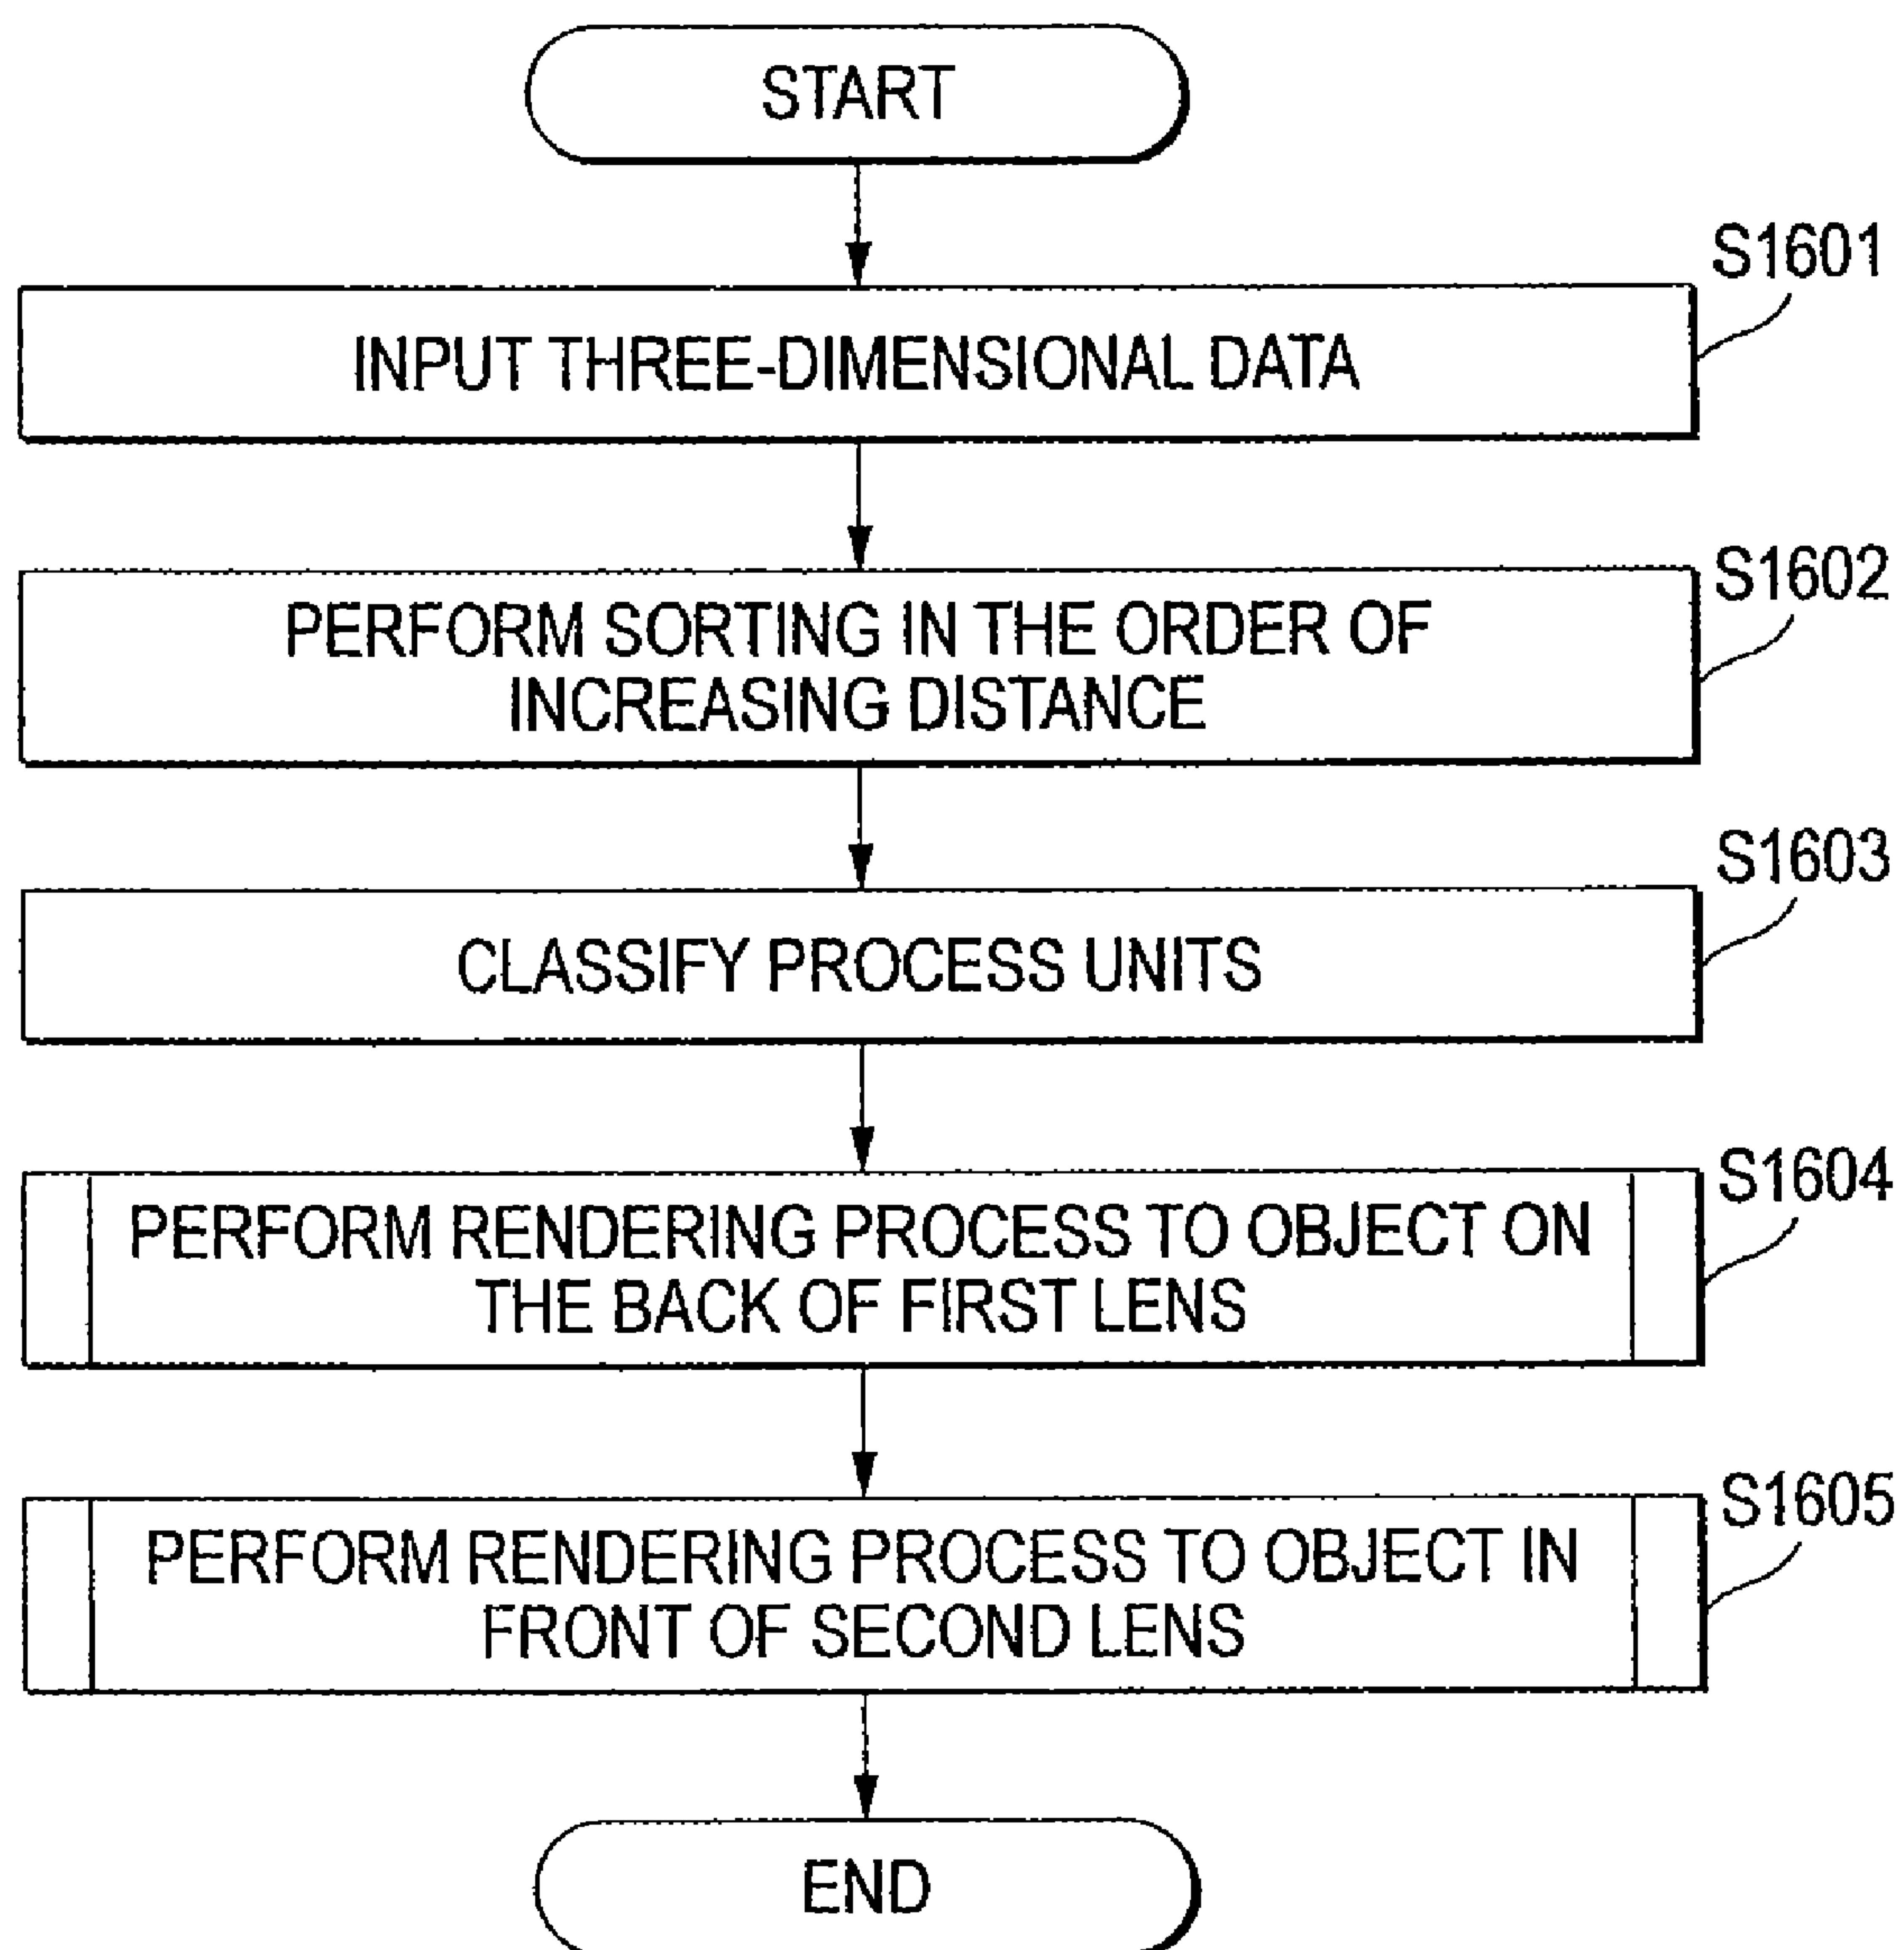 START
S1601
INPUT THREE-DIMENSIONAL DATA
S1602
PERFORM SORTING IN THE ORDER OF
INCREASING DISTANCE
S1603
CLASSIFY PROCESS UNITS
S1604
PERFORM RENDERING PROCESS TO OBJECT ON
THE BACK OF FIRST LENS
S1605
PERFORM RENDERING PROCESS TO OBJECT IN
FRONT OF SECOND LENS
END